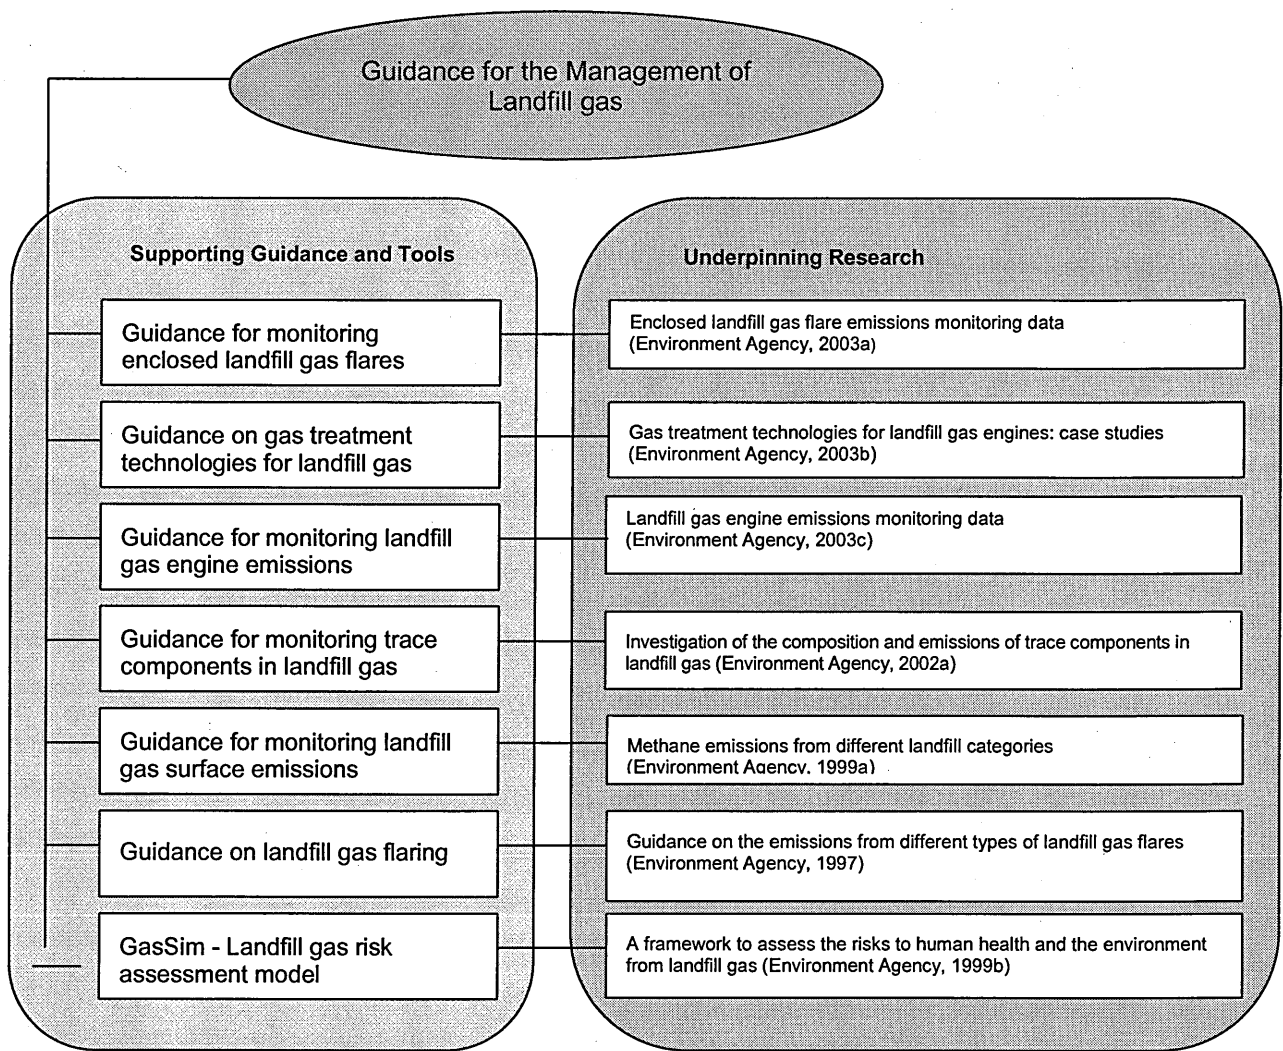 Guidance for the Management of
Landfill gas
Supporting Guidance and Tools
Guidance for monitoring
enclosed landfill gas flares
Guidance on gas treatment
technologies for landfill gas
Guidance for monitoring landfill
gas engine emissions
Guidance for monitoring trace
components in landfill gas
Guidance for monitoring landfill
gas surface emissions
Guidance on landfill gas flaring
GasSim - Landfill gas risk
assessment model
Underpinning Research
Enclosed landfill gas flare emissions monitoring data
(Environment Agency, 2003a)
Gas treatment technologies for landfill gas engines: case studies
(Environment Agency, 2003b)
Landfill gas engine emissions monitoring data
(Environment Agency, 2003c)
Investigation of the composition and emissions of trace components in
landfill gas (Environment Agency, 2002a)
Methane emissions from different landfill categories
(Environment Agency, 1999a)
Guidance on the emissions from different types of landfill gas flares
(Environment Agency, 1997)
A framework to assess the risks to human health and the environment
from landfill gas (Environment Agency, 1999b)